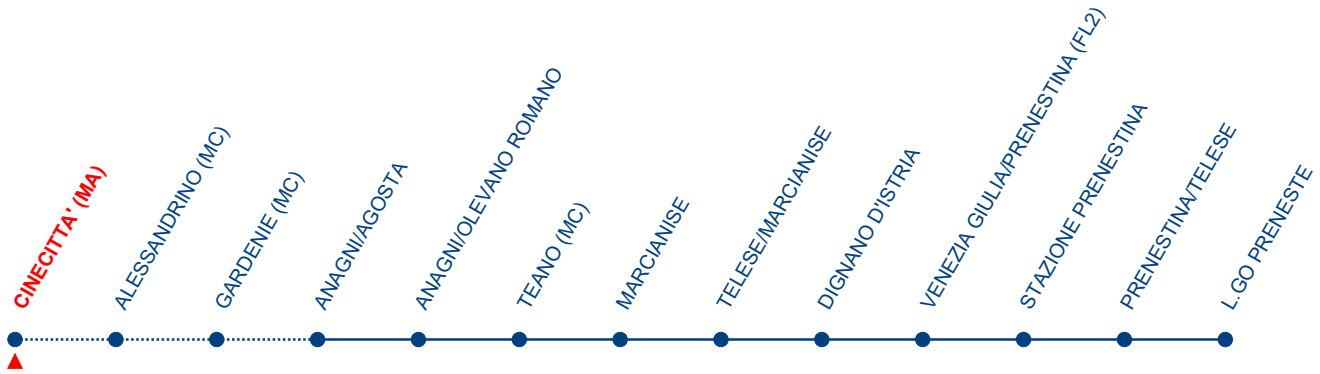 CINECITTA' (MA)
ALESSANDRINO (MC)
GARDENIE (MC)
ANAGNI/AGOSTA
ANAGNI/OLEVANO ROMANO
TEANO (MC)
MARCIANISE
TELESE/MARCIANISE
DIGNANO D'ISTRIA
VENEZIA GIULIA/PRENESTINA (FL2)
STAZIONE PRENESTINA
PRENESTINA/TELESE
L.GO PRENESTE